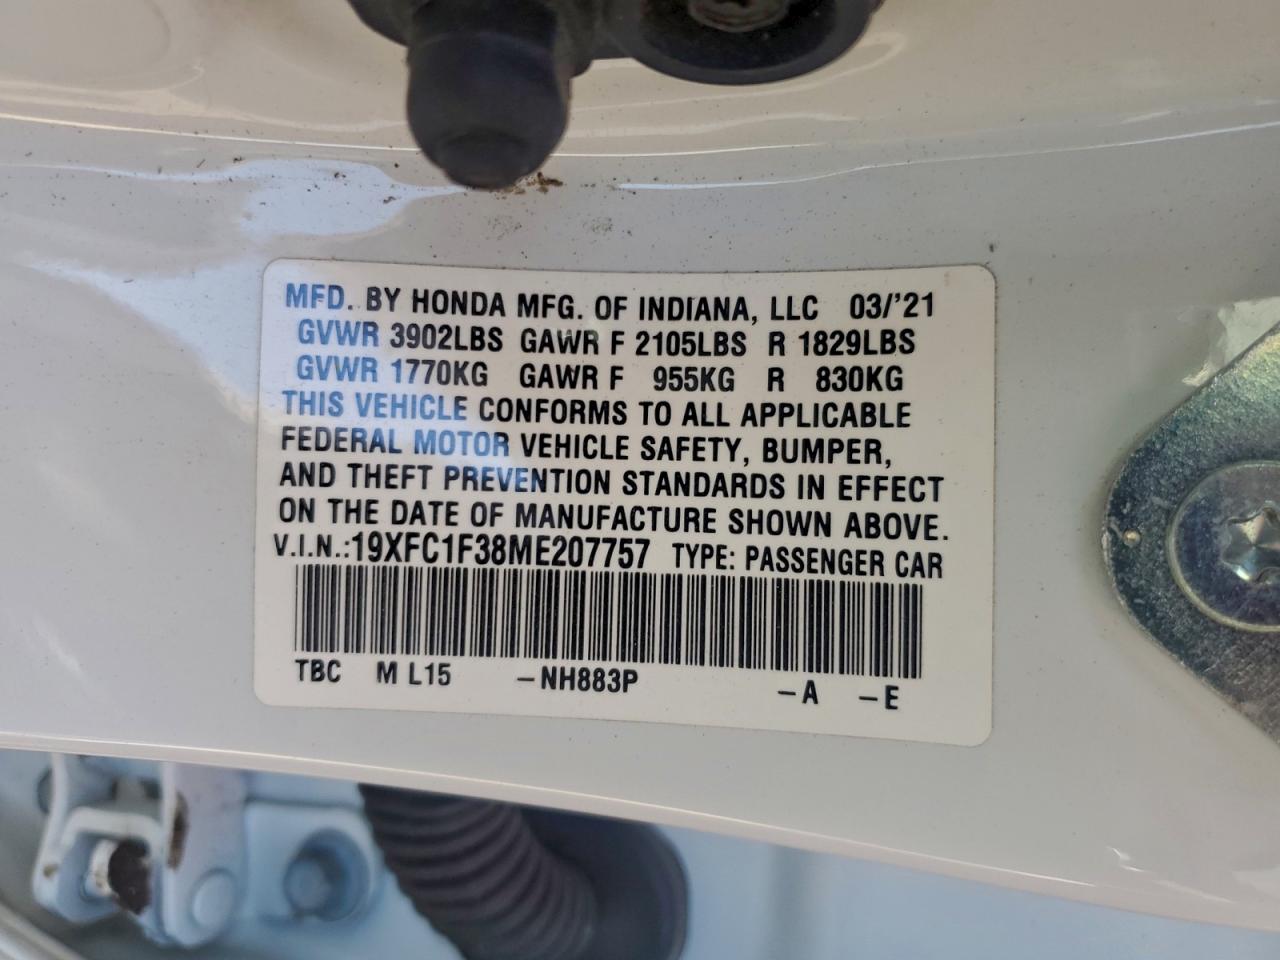 MFD. BY HONDA MFG. OF INDIANA, LLC 03/'21
GVWR 3902LBS GAWR F 2105LBS R 1829LBS
GVWR 1770KG GAWR F 955KG R 830KG
THIS VEHICLE CONFORMS TO ALL APPLICABLE
FEDERAL MOTOR VEHICLE SAFETY, BUMPER,
AND THEFT PREVENTION STANDARDS IN EFFECT
ON THE DATE OF MANUFACTURE SHOWN ABOVE.
V.I.N.:19XFC1F38ME207757 TYPE: PASSENGER CAR
TBC M L15 -NH883P -A -E